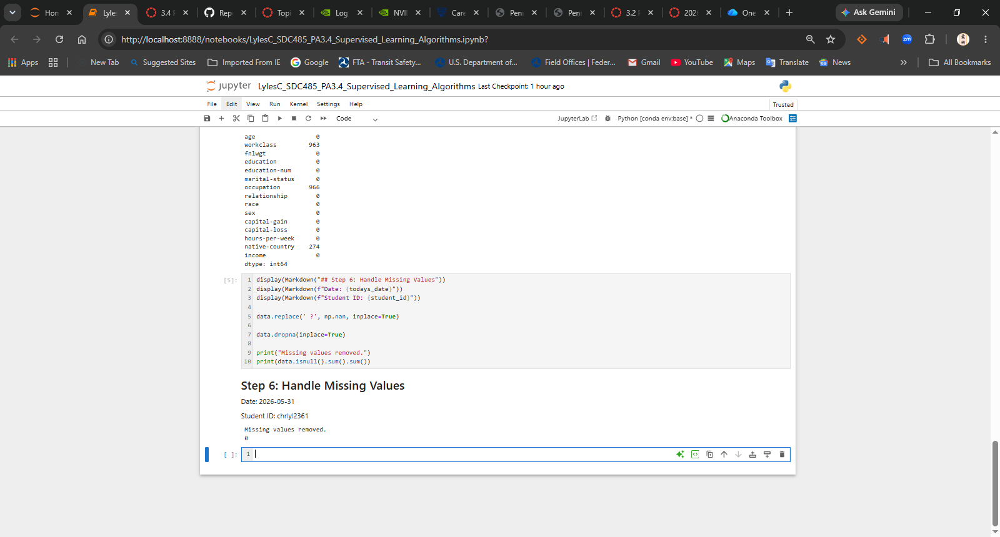 Hor
Lyles
3.4 F
Rep
Topi
Log
NVII
Care
Penn
Penn
3.2 F
202
One
Ask Gemini
http://localhost:8888/notebooks/LylesC_SDC485_PA3.4_Supervised_Learning_Algorithms.ipynb?
Apps
New Tab
Suggested Sites
Imported From IE
Google
FTA - Transit Safety...
U.S. Department of...
Field Offices | Feder...
Gmail
YouTube
Maps
Translate
News
All Bookmarks
jupyter LylesC_SDC485_PA3.4_Supervised_Learning_Algorithms Last Checkpoint: 1 hour ago
File Edit View Run Kernel Settings Help
Trusted
Code
JupyterLab
Python [conda env:base] *
Anaconda Toolbox
age 0
workclass 963
fnlwgt 0
education 0
education-num 0
marital-status 0
occupation 966
relationship 0
race 0
sex 0
capital-gain 0
capital-loss 0
hours-per-week 0
native-country 274
income 0
dtype: int64
[5]:
1 display(Markdown("## Step 6: Handle Missing Values"))
2 display(Markdown(f"Date: {todays_date}"))
3 display(Markdown(f"Student ID: {student_id}"))
4
5 data.replace(' ?', np.nan, inplace=True)
6
7 data.dropna(inplace=True)
8
9 print("Missing values removed.")
10 print(data.isnull().sum().sum())
Step 6: Handle Missing Values
Date: 2026-05-31
Student ID: chrlyl2361
Missing values removed.
0
[ ]:
1